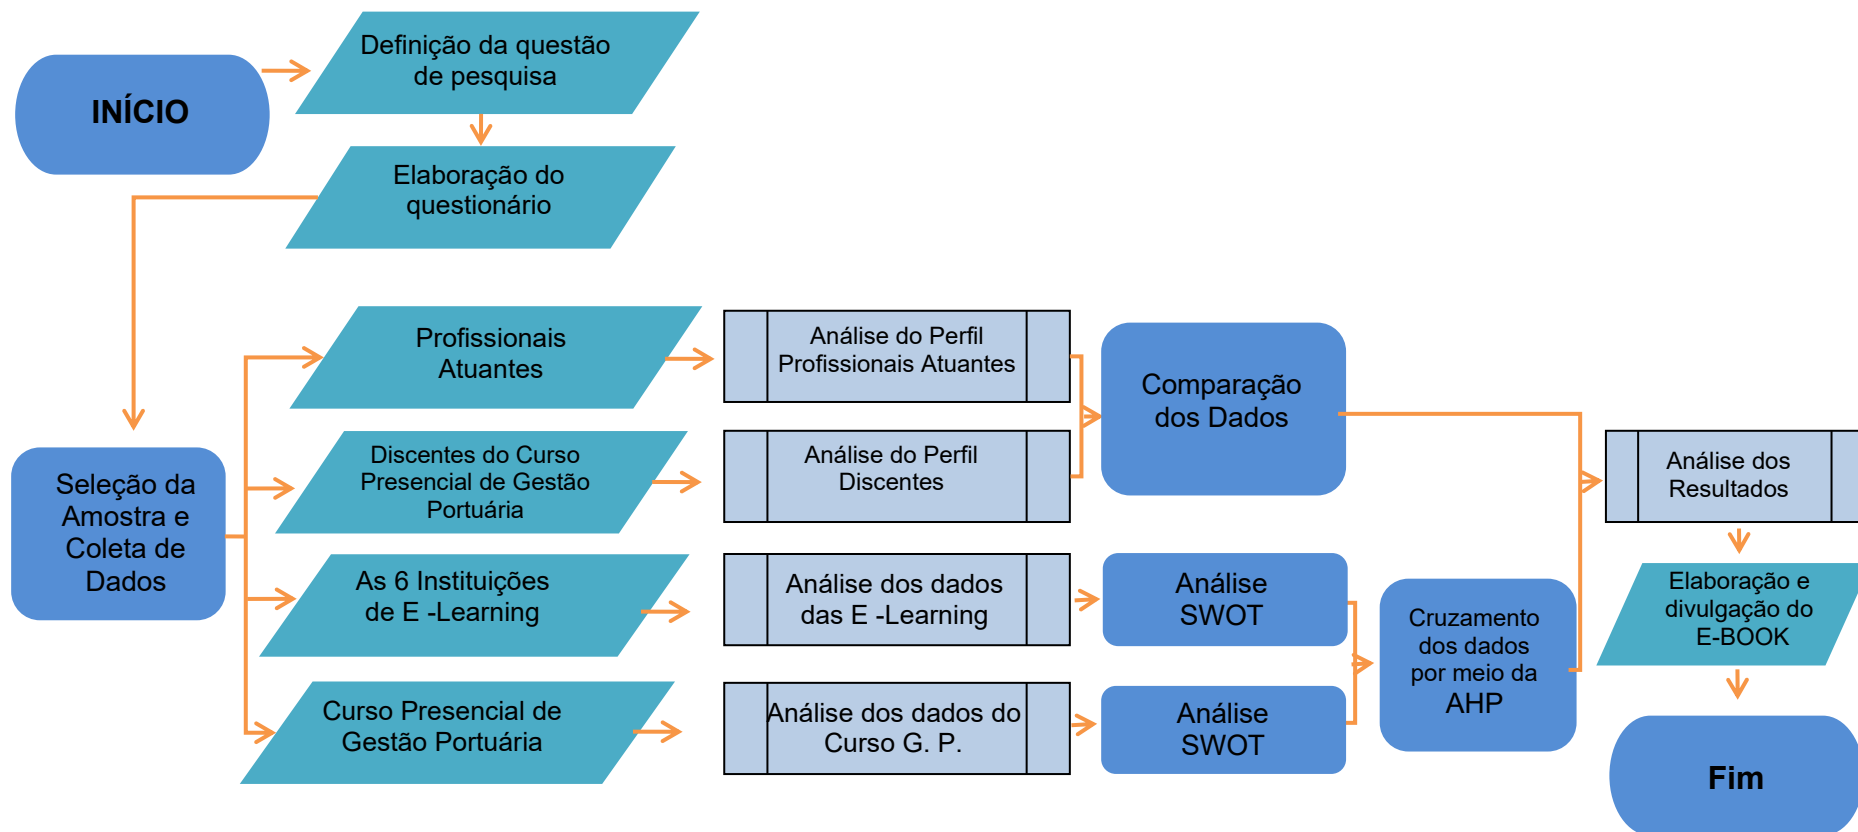 INÍCIO
Definição da questão
de pesquisa
Elaboração do
questionário
Seleção da
Amostra e
Coleta de
Dados
Profissionais
Atuantes
Análise do Perfil
Profissionais Atuantes
Comparação
dos Dados
Discentes do Curso
Presencial de Gestão
Portuária
Análise do Perfil
Discentes
As 6 Instituições
de E -Learning
Análise dos dados
das E -Learning
Análise
SWOT
Curso Presencial de
Gestão Portuária
Análise dos dados do
Curso G. P.
Análise
SWOT
Cruzamento
dos dados
por meio da
AHP
Análise dos
Resultados
Elaboração e
divulgação do
E-BOOK
Fim